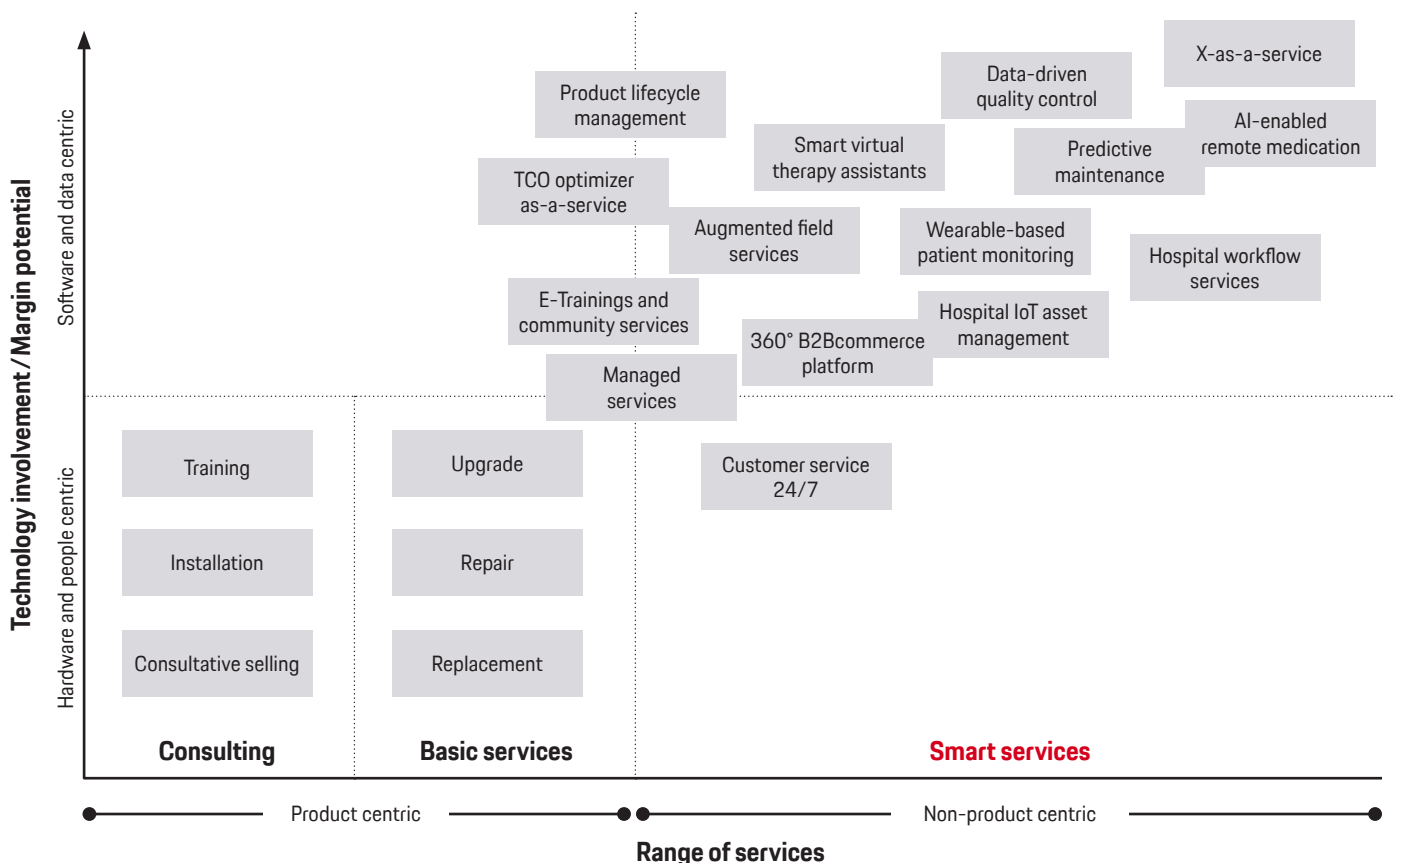 Technology involvement/Margin potential
Software and data centric
Hardware and people centric
X-as-a-service
Data-driven
quality control
Product lifecycle
management
AI-enabled
remote medication
Smart virtual
therapy assistants
Predictive
maintenance
TCO optimizer
as-a-service
Augmented field
services
Wearable-based
patient monitoring
Hospital workflow
services
E-Trainings and
community services
Hospital IoT asset
management
360° B2Bcommerce
platform
Managed
services
Training
Upgrade
Customer service
24/7
Installation
Repair
Consultative selling
Replacement
Consulting
Basic services
Smart services
Product centric
Non-product centric
Range of services